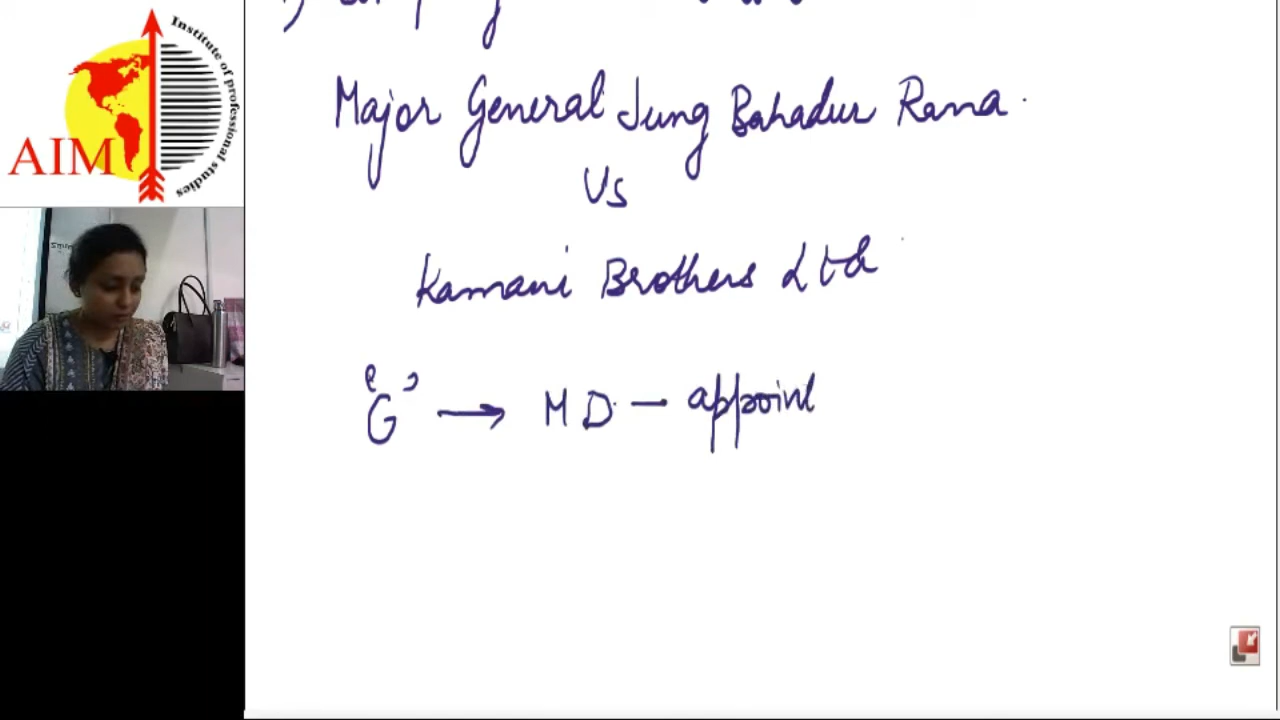 Institute of professional studies
AIM
Major General Jung Bahadur Rana.
Vs
Kamani Brothers Ltd
"G" → MD — appoint